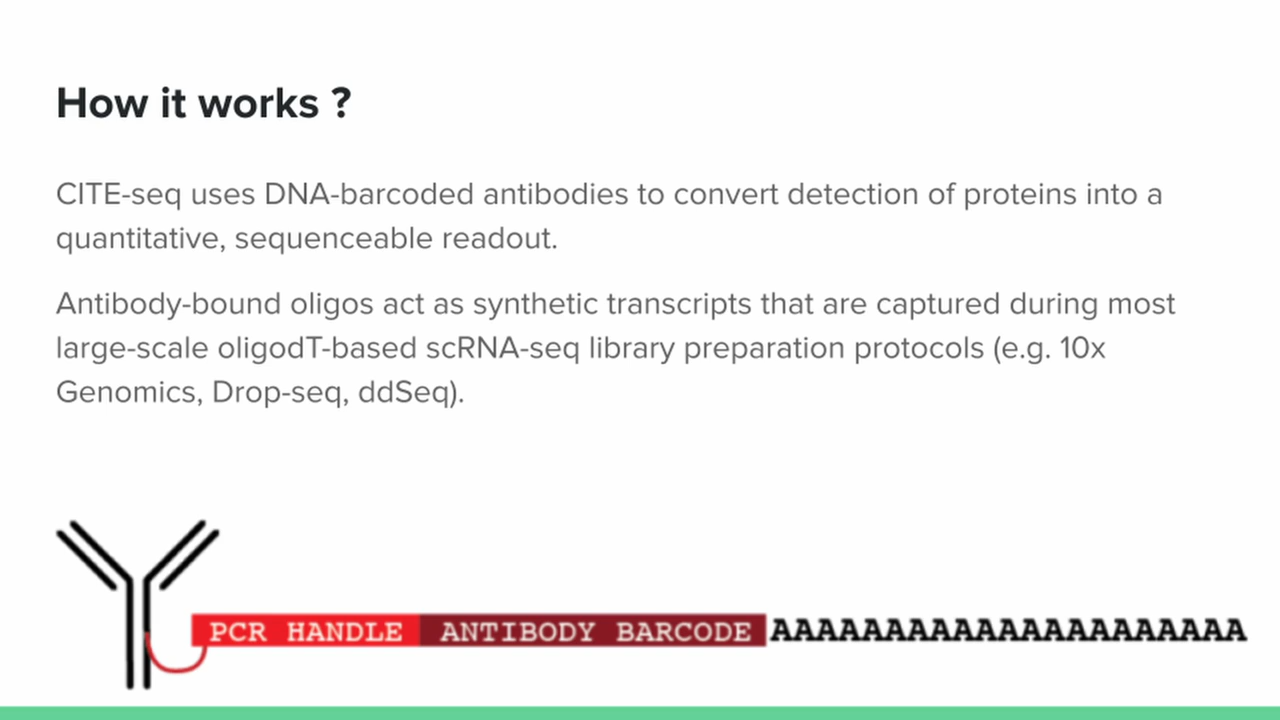 How it works ?
CITE-seq uses DNA-barcoded antibodies to convert detection of proteins into a
quantitative, sequenceable readout.
Antibody-bound oligos act as synthetic transcripts that are captured during most
large-scale oligodT-based scRNA-seq library preparation protocols (e.g. 10x
Genomics, Drop-seq, ddSeq).
PCR HANDLE ANTIBODY BARCODE AAAAAAAAAAAAAAAAAAAAA